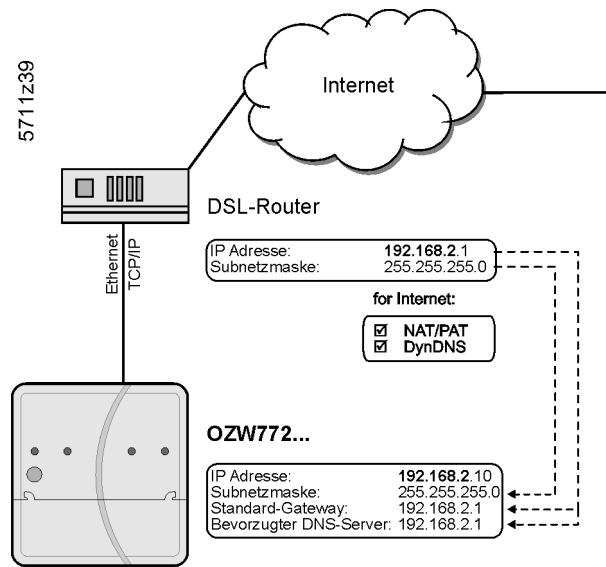 5711z39
Internet
DSL-Router
Ethernet
TCP/IP
IP Adresse: 192.168.2.1
Subnetzmaske: 255.255.255.0
for Internet:
NAT/PAT
DynDNS
OZW772...
IP Adresse: 192.168.2.10
Subnetzmaske: 255.255.255.0
Standard-Gateway: 192.168.2.1
Bevorzugter DNS-Server: 192.168.2.1